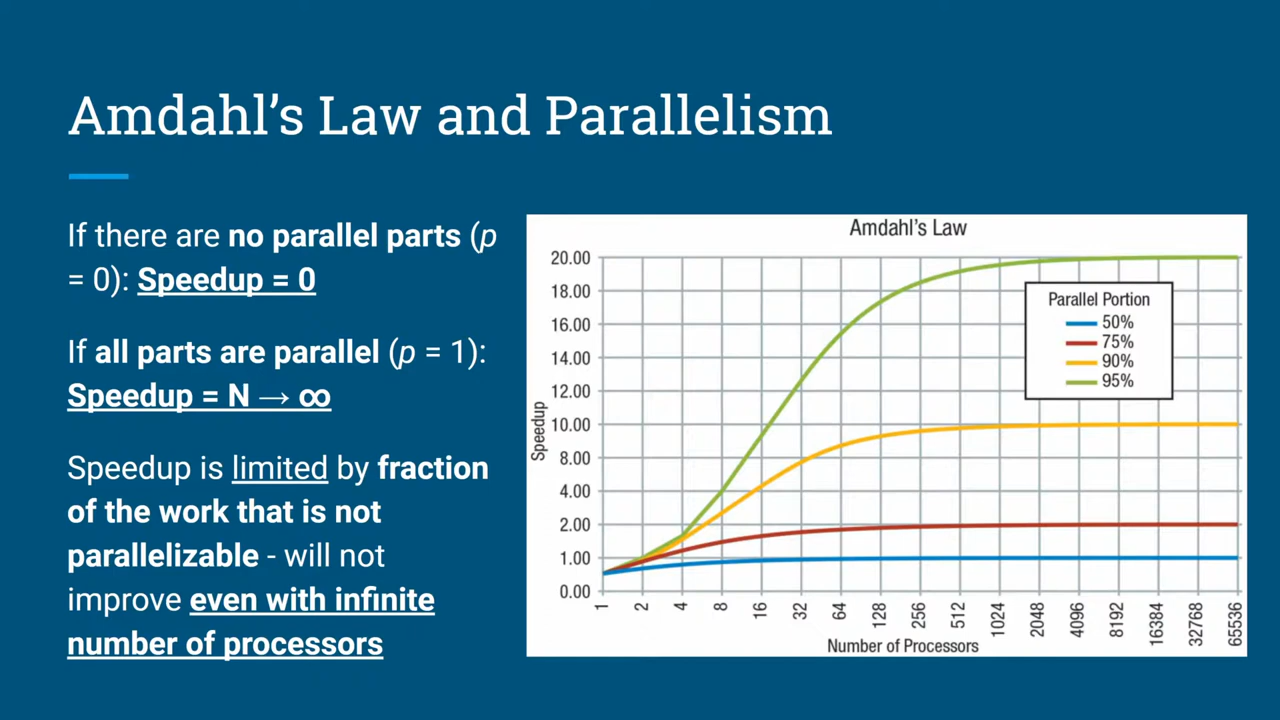 Amdahl’s Law and Parallelism
If there are no parallel parts (p
= 0): Speedup = 0
If all parts are parallel (p = 1):
Speedup = N → ∞
Speedup is limited by fraction
of the work that is not
parallelizable - will not
improve even with infinite
number of processors
Amdahl’s Law
20.00
18.00
16.00
14.00
12.00
10.00
8.00
4.00
2.00
1.00
0.00
Speedup
Parallel Portion
50%
75%
90%
95%
1
2
4
8
16
32
64
128
256
512
1024
2048
4096
8192
16384
32768
65536
Number of Processors